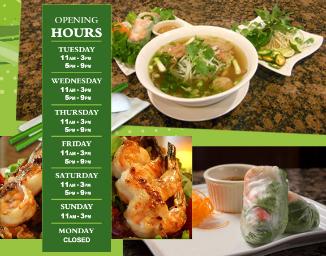 OPENING
HOURS
TUESDAY
11AM - 3PM
5PM - 9PM
WEDNESDAY
11AM - 3PM
5PM - 9PM
THURSDAY
11AM - 3PM
5PM - 9PM
FRIDAY
11AM - 3PM
5PM - 9PM
SATURDAY
11AM - 3PM
5PM - 9PM
SUNDAY
11AM - 3PM
MONDAY
CLOSED